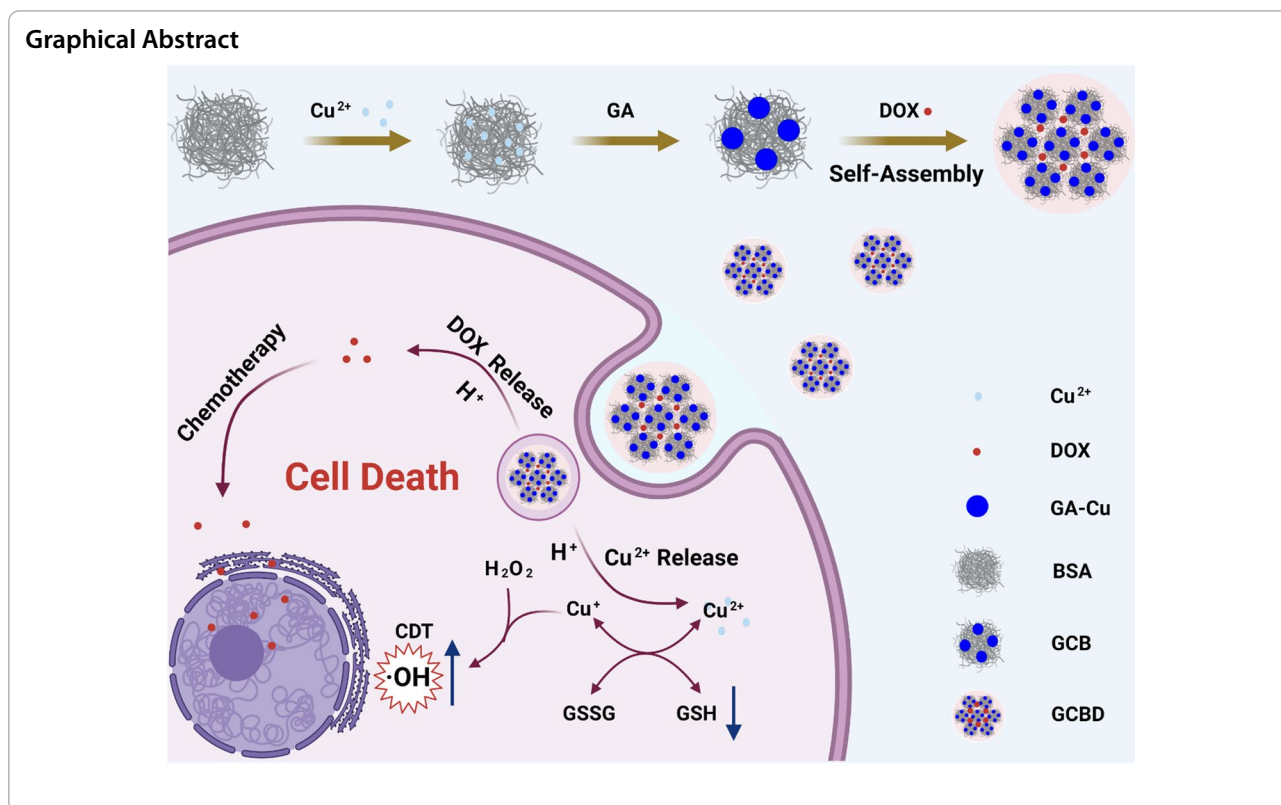 Graphical Abstract
Cu²⁺
GA
DOX
Self-Assembly
DOX Release
H⁺
Chemotherapy
Cell Death
H⁺
Cu²⁺ Release
H₂O₂
Cu⁺
Cu²⁺
CDT
·OH
GSSG
GSH
Cu²⁺
DOX
GA-Cu
BSA
GCB
GCBD